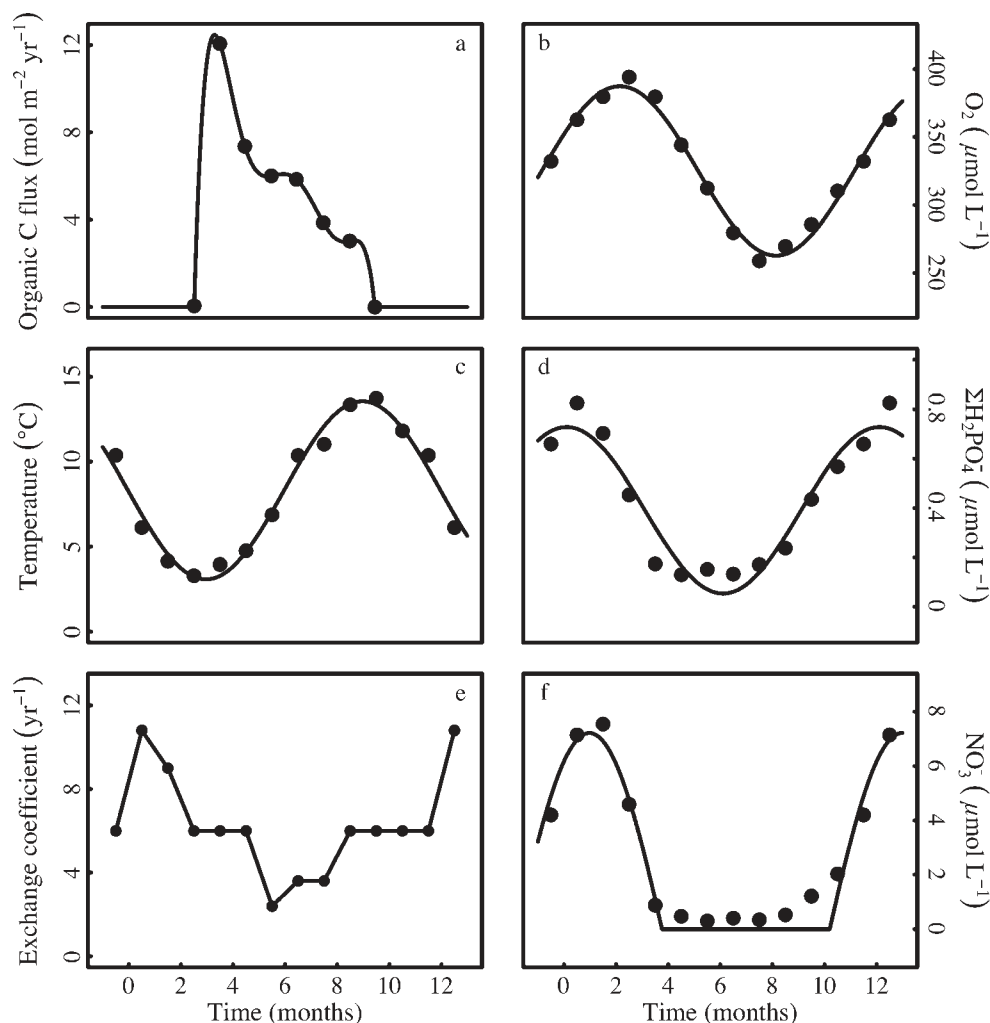 a
Organic C flux (mol m⁻² yr⁻¹)
12
8
4
0
b
O₂ ( μmol L⁻¹)
400
350
300
250
c
Temperature (°C)
15
10
5
0
d
ΣH₂PO₄⁻ ( μmol L⁻¹)
0.8
0.4
0
e
Exchange coefficient (yr⁻¹)
12
8
4
0
0 2 4 6 8 10 12
Time (months)
f
NO₃⁻ ( μmol L⁻¹)
8
6
4
2
0
0 2 4 6 8 10 12
Time (months)